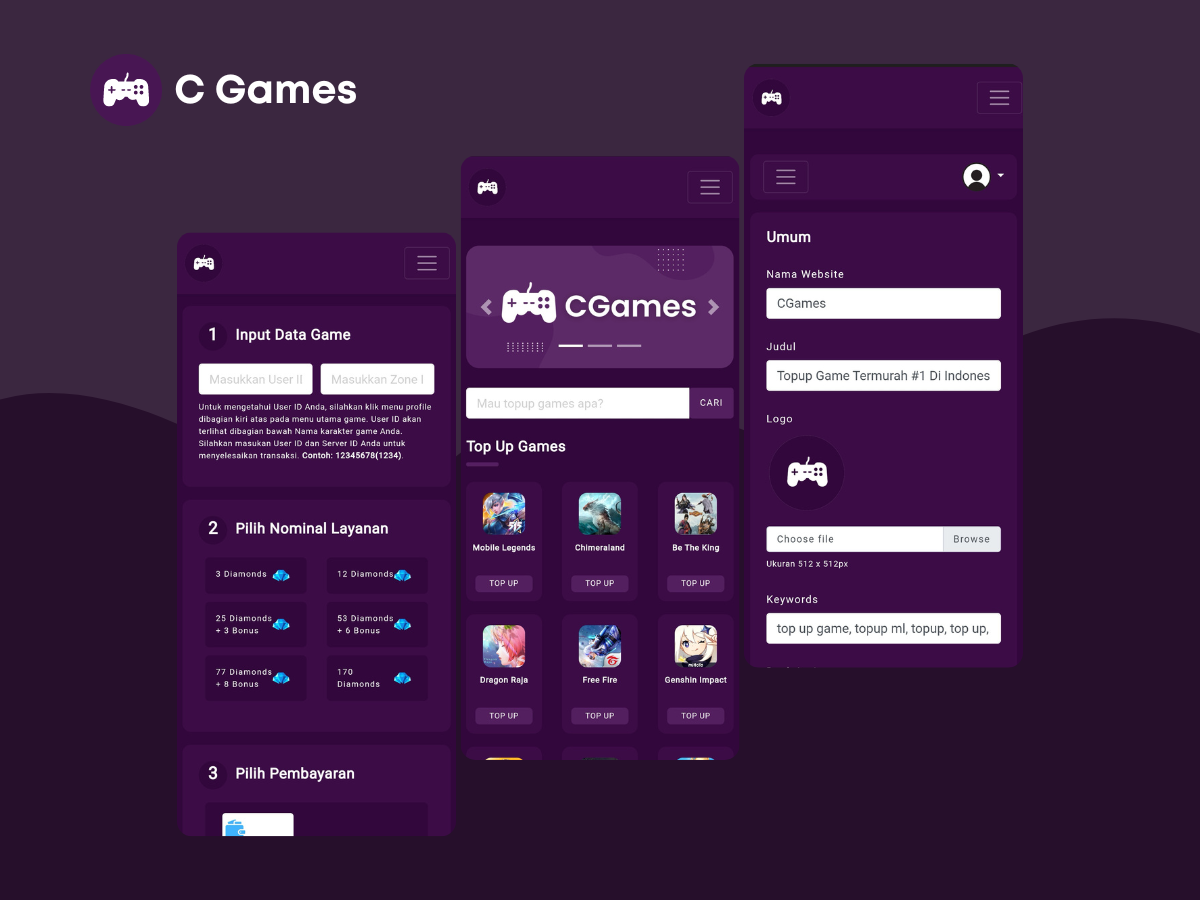 C Games
1 Input Data Game
Masukkan User I
Masukkan Zone I
Untuk mengetahui User ID Anda, silahkan klik menu profile
dibagian kiri atas pada menu utama game. User ID akan
terlihat dibagian bawah Nama karakter game Anda.
Silahkan masukan User ID dan Server ID Anda untuk
menyelesaikan transaksi. Contoh: 12345678(1234).
2 Pilih Nominal Layanan
3 Diamonds
12 Diamonds
25 Diamonds
+ 3 Bonus
53 Diamonds
+ 6 Bonus
77 Diamonds
+ 8 Bonus
170
Diamonds
3 Pilih Pembayaran
CGames
Mau topup games apa?
CARI
Top Up Games
515
Mobile Legends
TOP UP
Chimeraland
TOP UP
Be The King
TOP UP
Dragon Raja
TOP UP
Free Fire
TOP UP
Genshin Impact
TOP UP
Umum
Nama Website
CGames
Judul
Topup Game Termurah #1 Di Indones
Logo
Choose file
Browse
Ukuran 512 x 512px
Keywords
top up game, topup ml, topup, top up,